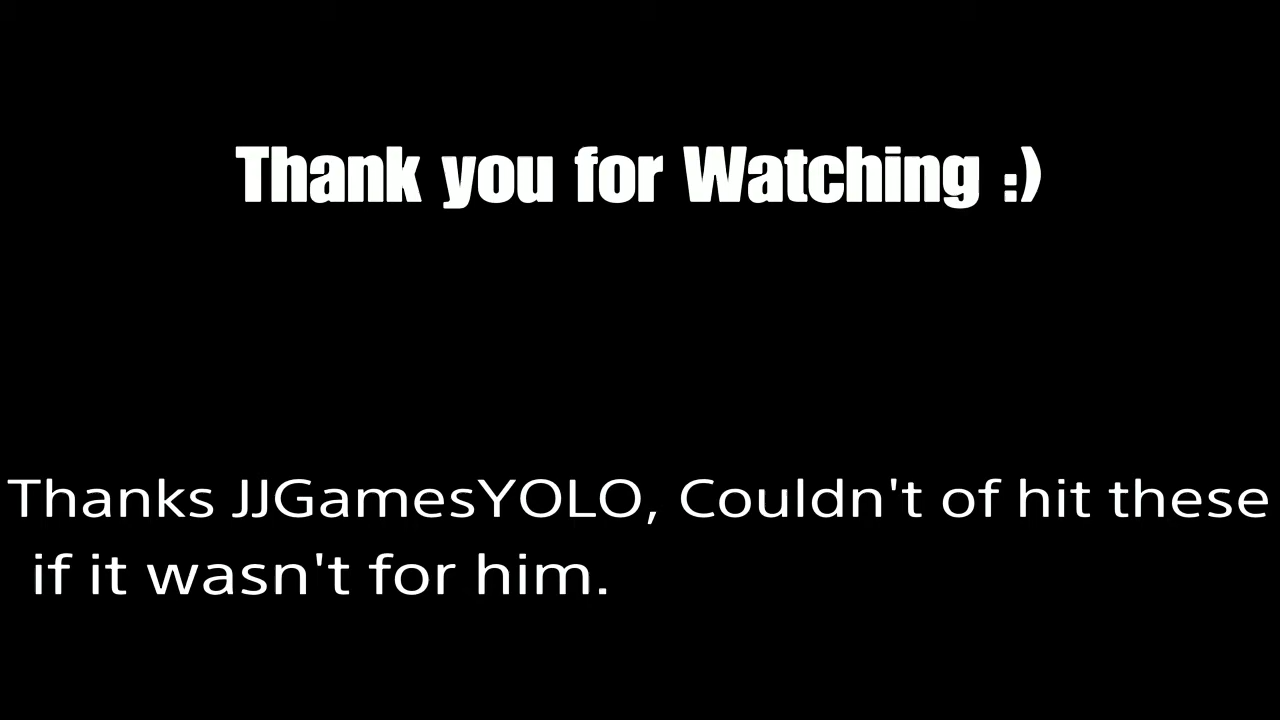 Thank you for Watching :)
Thanks JJGamesYOLO, Couldn't of hit these
if it wasn't for him.